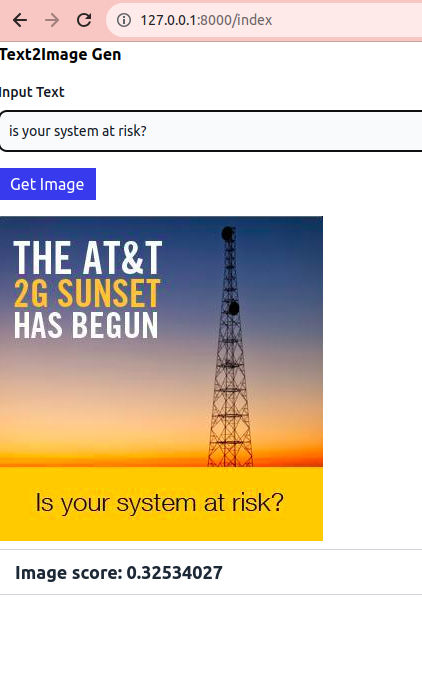 127.0.0.1:8000/index
Text2Image Gen
Input Text
is your system at risk?
Get Image
THE AT&T
2G SUNSET
HAS BEGUN
Is your system at risk?
Image score: 0.32534027